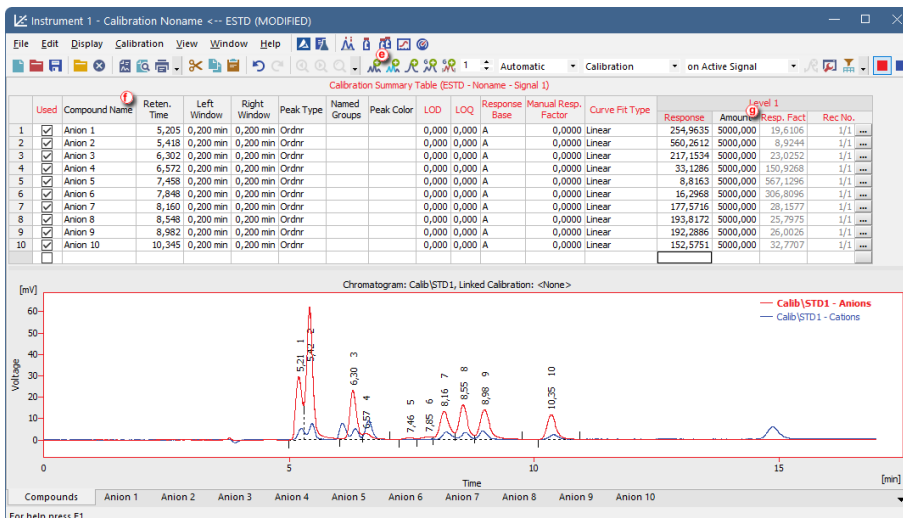 Instrument 1 - Calibration Noname <-- ESTD (MODIFIED)
File Edit Display Calibration View Window Help
e
1 Automatic Calibration on Active Signal
Calibration Summary Table (ESTD - Noname - Signal 1)
Used Compound Name Reten. Time Left Window Right Window Peak Type Named Groups Peak Color LOD LOQ Response Base Manual Resp. Factor Curve Fit Type Level 1
f
g
Response Amount Resp. Fact Rec No.
1 Anion 1 5,205 0,200 min 0,200 min Ordnr 0,000 0,000 A 0,0000 Linear 254,9635 5000,000 19,6106 1/1 ...
2 Anion 2 5,418 0,200 min 0,200 min Ordnr 0,000 0,000 A 0,0000 Linear 560,2612 5000,000 8,9244 1/1 ...
3 Anion 3 6,302 0,200 min 0,200 min Ordnr 0,000 0,000 A 0,0000 Linear 217,1534 5000,000 23,0252 1/1 ...
4 Anion 4 6,572 0,200 min 0,200 min Ordnr 0,000 0,000 A 0,0000 Linear 33,1286 5000,000 150,9268 1/1 ...
5 Anion 5 7,458 0,200 min 0,200 min Ordnr 0,000 0,000 A 0,0000 Linear 8,8163 5000,000 567,1296 1/1 ...
6 Anion 6 7,848 0,200 min 0,200 min Ordnr 0,000 0,000 A 0,0000 Linear 16,2968 5000,000 306,8096 1/1 ...
7 Anion 7 8,160 0,200 min 0,200 min Ordnr 0,000 0,000 A 0,0000 Linear 177,5716 5000,000 28,1577 1/1 ...
8 Anion 8 8,548 0,200 min 0,200 min Ordnr 0,000 0,000 A 0,0000 Linear 193,8172 5000,000 25,7975 1/1 ...
9 Anion 9 8,982 0,200 min 0,200 min Ordnr 0,000 0,000 A 0,0000 Linear 192,2886 5000,000 26,0026 1/1 ...
10 Anion 10 10,345 0,200 min 0,200 min Ordnr 0,000 0,000 A 0,0000 Linear 152,5751 5000,000 32,7707 1/1 ...
Chromatogram: Calib\STD1, Linked Calibration: <None>
[mV]
Calib\STD1 - Anions
Calib\STD1 - Cations
60
50
40
30
20
10
0
Voltage
5,21 1
5,42 2
6,30 3
6,57 4
7,46 5
7,85 6
8,16 7
8,55 8
8,98 9
10,35 10
0 5 10 15
Time
[min]
Compounds Anion 1 Anion 2 Anion 3 Anion 4 Anion 5 Anion 6 Anion 7 Anion 8 Anion 9 Anion 10
For help press F1